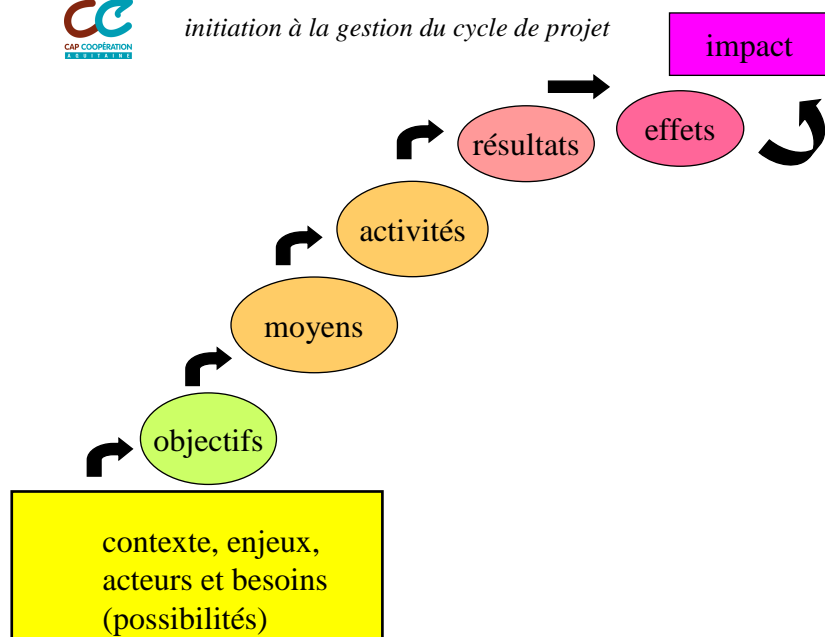 CAP COOPÉRATION
AQUITAINE
initiation à la gestion du cycle de projet
impact
effets
résultats
activités
moyens
objectifs
contexte, enjeux,
acteurs et besoins
(possibilités)